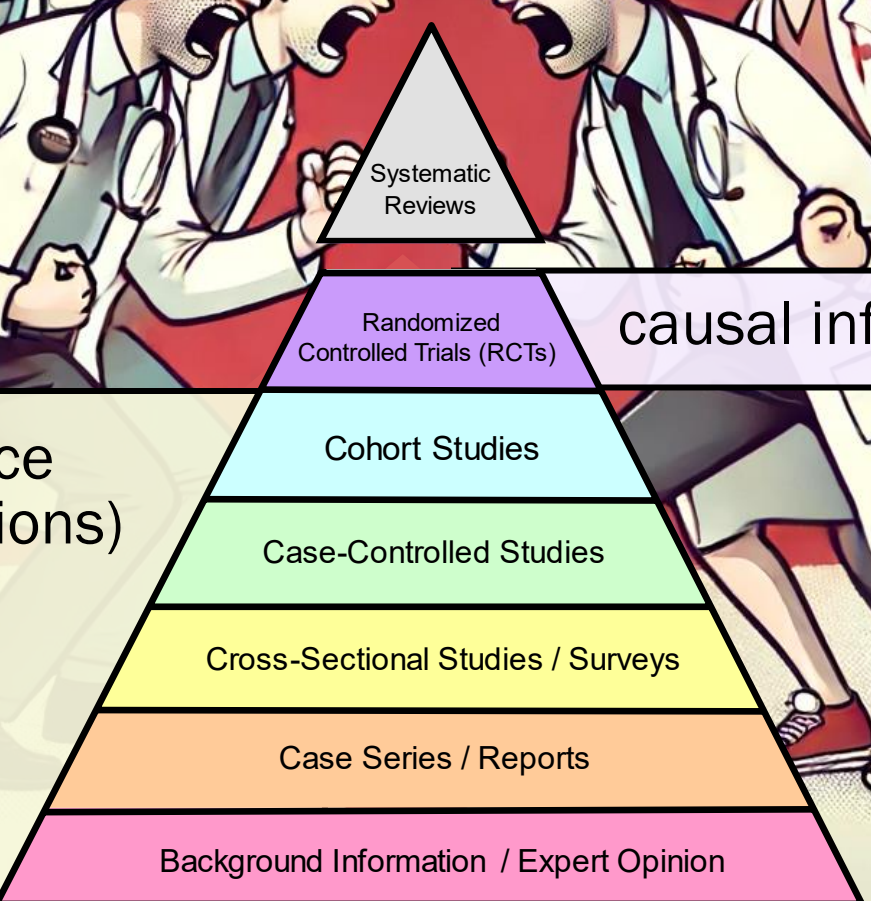 Systematic
Reviews
Randomized
Controlled Trials (RCTs)
causal inf
ce
ions)
Cohort Studies
Case-Controlled Studies
Cross-Sectional Studies / Surveys
Case Series / Reports
Background Information / Expert Opinion